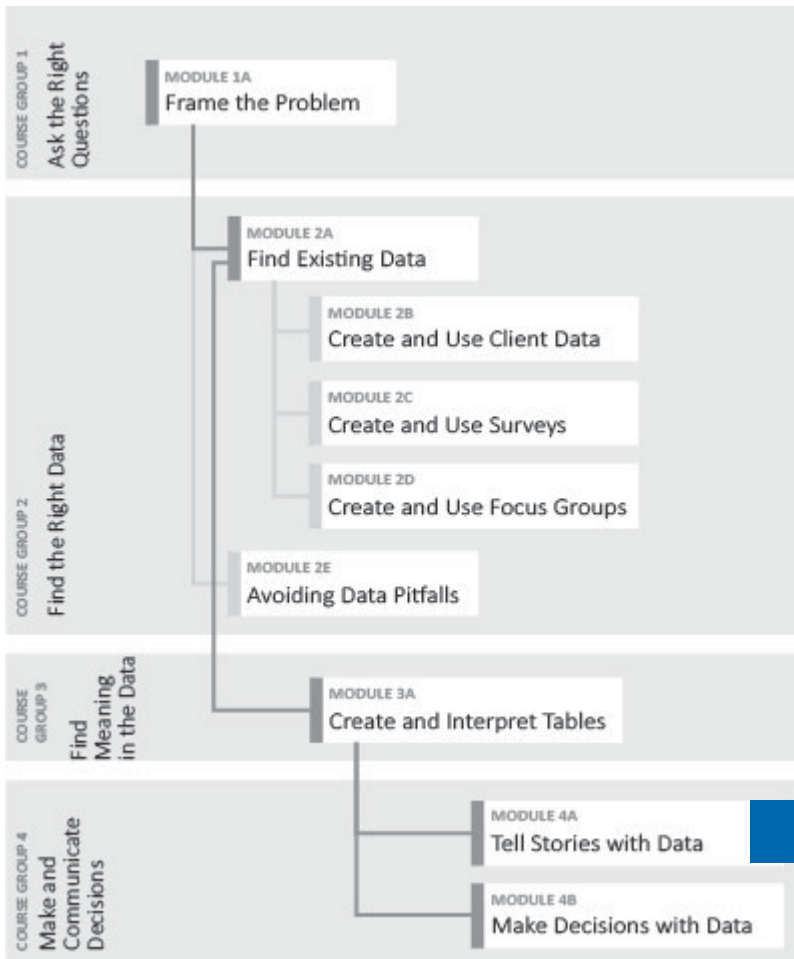 COURSE GROUP 1
Ask the Right
Questions
MODULE 1A
Frame the Problem
COURSE GROUP 2
Find the Right Data
MODULE 2A
Find Existing Data
MODULE 2B
Create and Use Client Data
MODULE 2C
Create and Use Surveys
MODULE 2D
Create and Use Focus Groups
MODULE 2E
Avoiding Data Pitfalls
COURSE
GROUP 3
Find
Meaning
in the Data
MODULE 3A
Create and Interpret Tables
COURSE GROUP 4
Make and
Communicate
Decisions
MODULE 4A
Tell Stories with Data
MODULE 4B
Make Decisions with Data